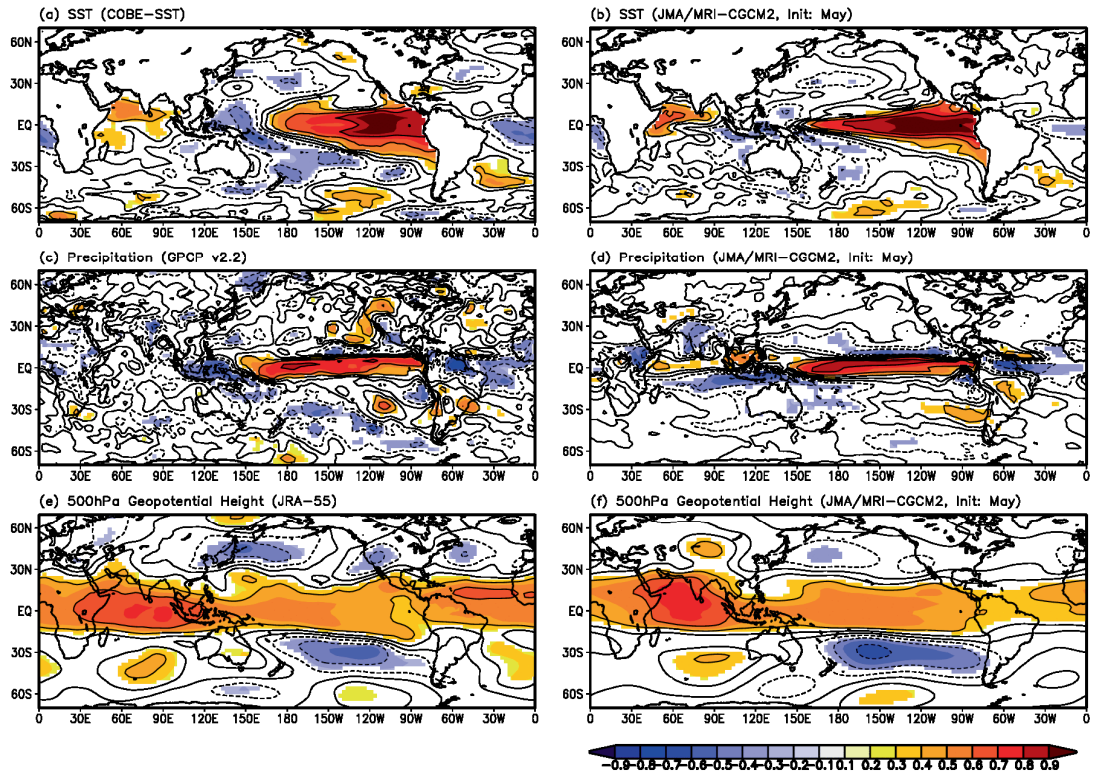 (a) SST (COBE-SST)
60N
30N
EQ
30S
60S
0 30E 60E 90E 120E 150E 180 150W 120W 90W 60W 30W 0
(b) SST (JMA/MRI-CGCM2, Init: May)
60N
30N
EQ
30S
60S
0 30E 60E 90E 120E 150E 180 150W 120W 90W 60W 30W 0
(c) Precipitation (GPCP v2.2)
60N
30N
EQ
30S
60S
0 30E 60E 90E 120E 150E 180 150W 120W 90W 60W 30W 0
(d) Precipitation (JMA/MRI-CGCM2, Init: May)
60N
30N
EQ
30S
60S
0 30E 60E 90E 120E 150E 180 150W 120W 90W 60W 30W 0
(e) 500hPa Geopotential Height (JRA-55)
60N
30N
EQ
30S
60S
0 30E 60E 90E 120E 150E 180 150W 120W 90W 60W 30W 0
(f) 500hPa Geopotential Height (JMA/MRI-CGCM2, Init: May)
60N
30N
EQ
30S
60S
0 30E 60E 90E 120E 150E 180 150W 120W 90W 60W 30W 0
-0.9 -0.8 -0.7 -0.6 -0.5 -0.4 -0.3 -0.2 -0.1 0.1 0.2 0.3 0.4 0.5 0.6 0.7 0.8 0.9